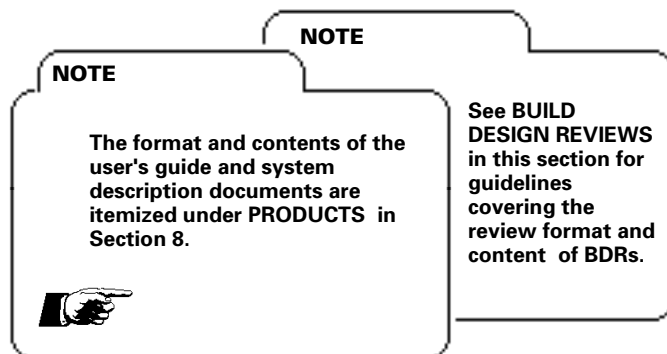 NOTE
The format and contents of the
user's guide and system
description documents are
itemized under PRODUCTS in
Section 8.
NOTE
See BUILD
DESIGN REVIEWS
in this section for
guidelines
covering the
review format and
content of BDRs.